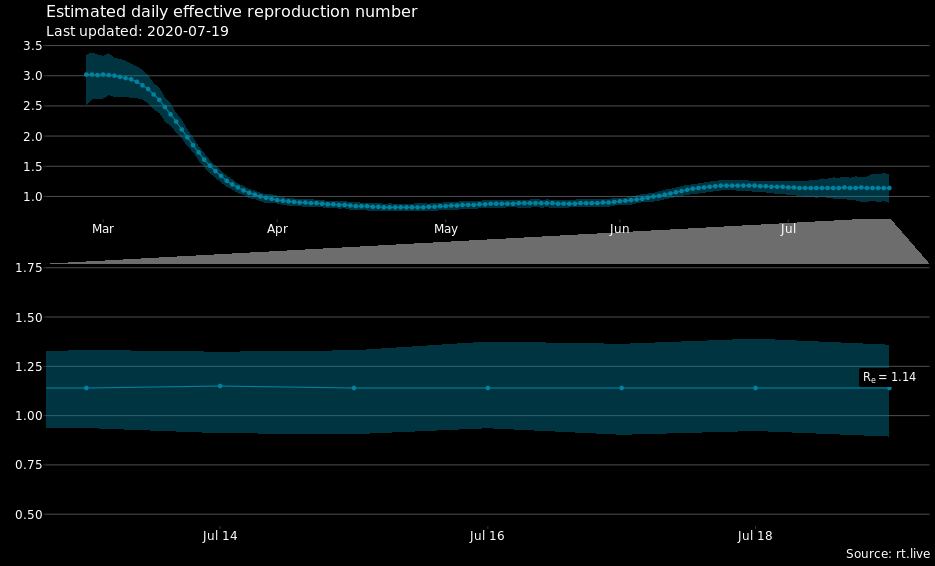 Estimated daily effective reproduction number
Last updated: 2020-07-19
3.5
3.0
2.5
2.0
1.5
1.0
Mar Apr May Jun Jul
1.75
1.50
1.25
Re = 1.14
1.00
0.75
0.50
Jul 14 Jul 16 Jul 18
Source: rt.live